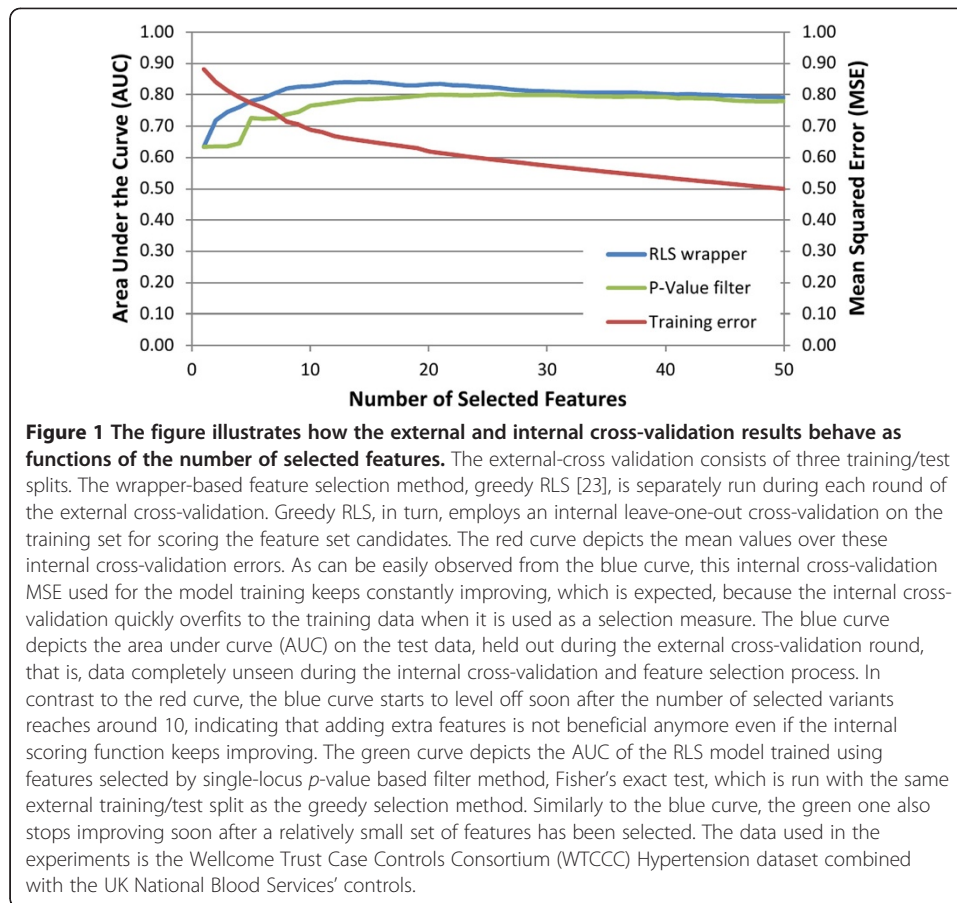 1.00 1.00
0.90 0.90
0.80 0.80
0.70 0.70
0.60 0.60
0.50 0.50
0.40 0.40
0.30 0.30
0.20 0.20
0.10 0.10
0.00 0.00
Area Under the Curve (AUC)
Mean Squared Error (MSE)
RLS wrapper
P-Value filter
Training error
0 10 20 30 40 50
Number of Selected Features
Figure 1 The figure illustrates how the external and internal cross-validation results behave as
functions of the number of selected features. The external-cross validation consists of three training/test
splits. The wrapper-based feature selection method, greedy RLS [23], is separately run during each round of
the external cross-validation. Greedy RLS, in turn, employs an internal leave-one-out cross-validation on the
training set for scoring the feature set candidates. The red curve depicts the mean values over these
internal cross-validation errors. As can be easily observed from the blue curve, this internal cross-validation
MSE used for the model training keeps constantly improving, which is expected, because the internal cross-
validation quickly overfits to the training data when it is used as a selection measure. The blue curve
depicts the area under curve (AUC) on the test data, held out during the external cross-validation round,
that is, data completely unseen during the internal cross-validation and feature selection process. In
contrast to the red curve, the blue curve starts to level off soon after the number of selected variants
reaches around 10, indicating that adding extra features is not beneficial anymore even if the internal
scoring function keeps improving. The green curve depicts the AUC of the RLS model trained using
features selected by single-locus p-value based filter method, Fisher's exact test, which is run with the same
external training/test split as the greedy selection method. Similarly to the blue curve, the green one also
stops improving soon after a relatively small set of features has been selected. The data used in the
experiments is the Wellcome Trust Case Controls Consortium (WTCCC) Hypertension dataset combined
with the UK National Blood Services' controls.